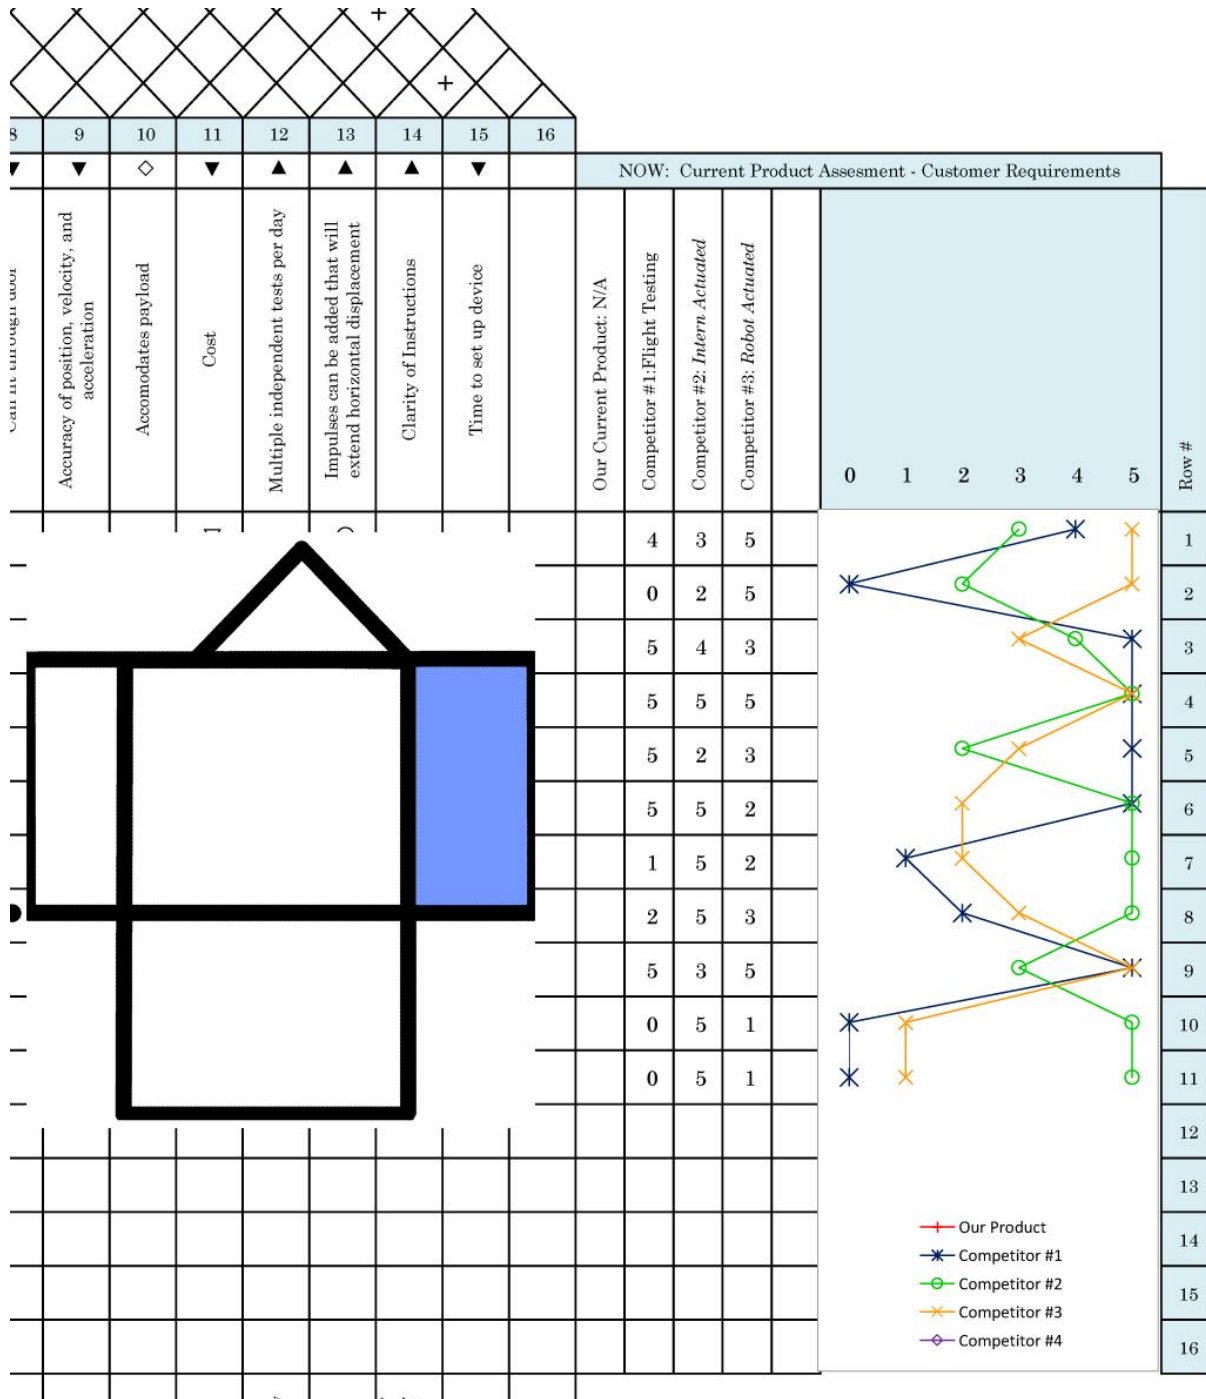 +
+
8 9 10 11 12 13 14 15 16
NOW: Current Product Assesment - Customer Requirements
Accuracy of position, velocity, and
acceleration
Accomodates payload
Cost
Multiple independent tests per day
Impulses can be added that will
extend horizontal displacement
Clarity of Instructions
Time to set up device
Our Current Product: N/A
Competitor #1:Flight Testing
Competitor #2: Intern Actuated
Competitor #3: Robot Actuated
0 1 2 3 4 5
Row #
4 3 5 1
0 2 5 2
5 4 3 3
5 5 5 4
5 2 3 5
5 5 2 6
1 5 2 7
2 5 3 8
5 3 5 9
0 5 1 10
0 5 1 11
12
13
14
15
16
Our Product
Competitor #1
Competitor #2
Competitor #3
Competitor #4